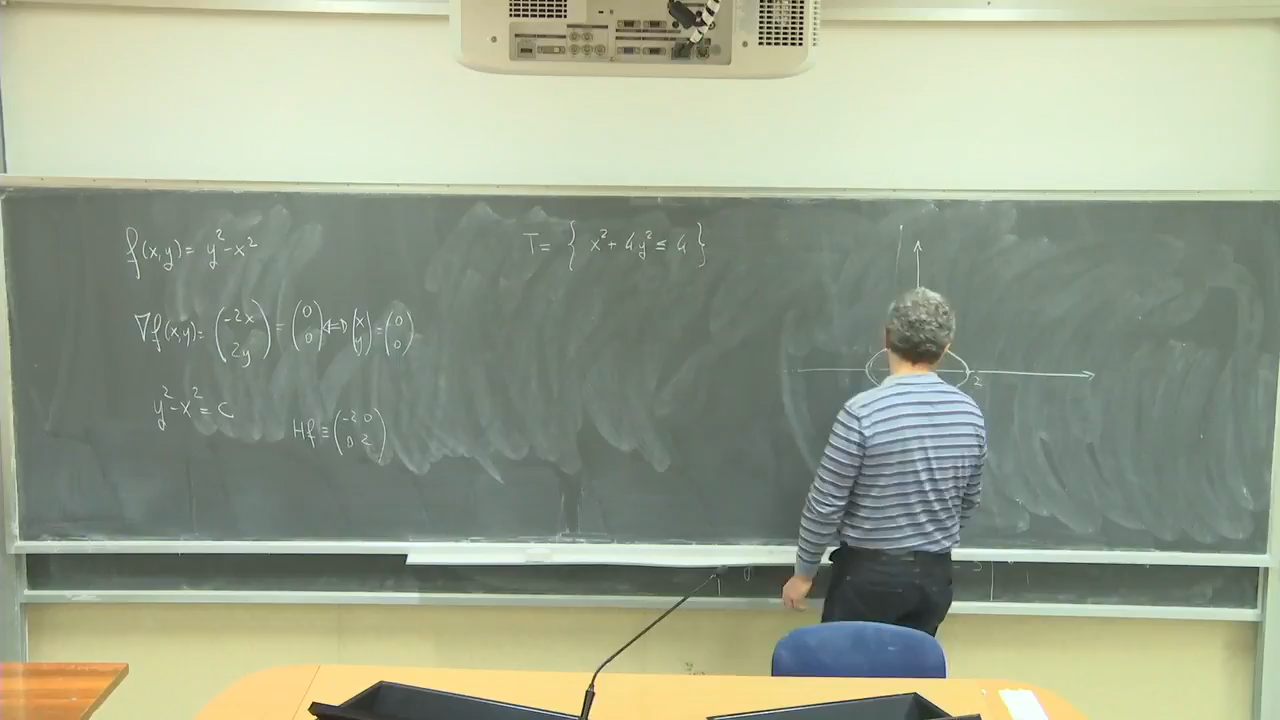 f(x,y) = y² - x²
∇f(x,y) = (-2x 2y) = (0 0) ⇔ (x y) = (0 0)
y² - x² = c
Hf ≡ (-2 0 0 2)
T = { x² + 4y² ≤ 4 }
2